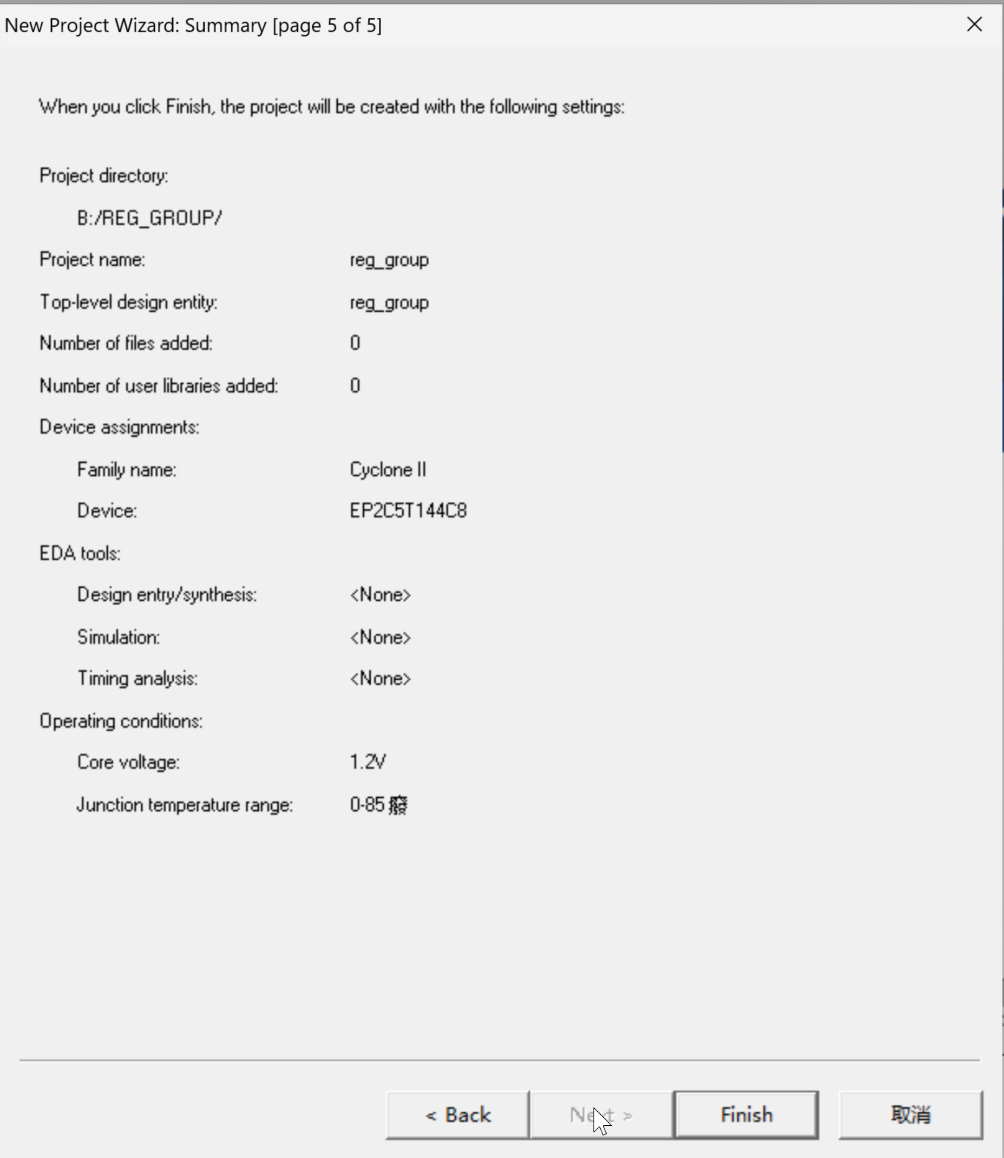 New Project Wizard: Summary [page 5 of 5]
When you click Finish, the project will be created with the following settings:
Project directory:
B:/REG_GROUP/
Project name: reg_group
Top-level design entity: reg_group
Number of files added: 0
Number of user libraries added: 0
Device assignments:
Family name: Cyclone II
Device: EP2C5T144C8
EDA tools:
Design entry/synthesis: <None>
Simulation: <None>
Timing analysis: <None>
Operating conditions:
Core voltage: 1.2V
Junction temperature range: 0-85 癈
< Back Next > Finish 取消